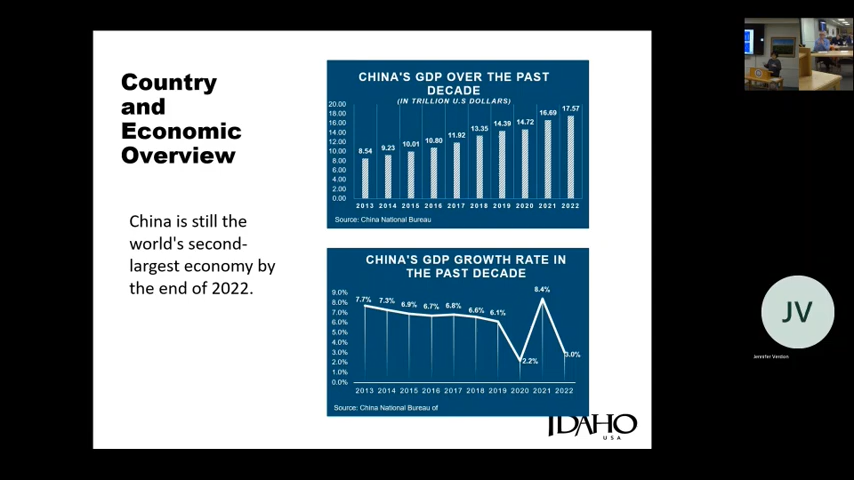 Country
and
Economic
Overview
China is still the
world's second-
largest economy by
the end of 2022.
CHINA'S GDP OVER THE PAST
DECADE
(IN TRILLION U.S DOLLARS)
20.00
18.00
16.00
14.00
12.00
10.00
8.00
6.00
4.00
2.00
0.00
8.54 9.23 10.01 10.80 11.92 13.35 14.39 14.72 16.69 17.57
2013 2014 2015 2016 2017 2018 2019 2020 2021 2022
Source: China National Bureau
CHINA'S GDP GROWTH RATE IN
THE PAST DECADE
9.0%
8.0%
7.0%
6.0%
5.0%
4.0%
3.0%
2.0%
1.0%
0.0%
7.7% 7.3% 6.9% 6.7% 6.8% 6.6% 6.1% 2.2% 8.4% 3.0%
2013 2014 2015 2016 2017 2018 2019 2020 2021 2022
Source: China National Bureau of
IDAHO
USA
JV
Jennifer Verdon